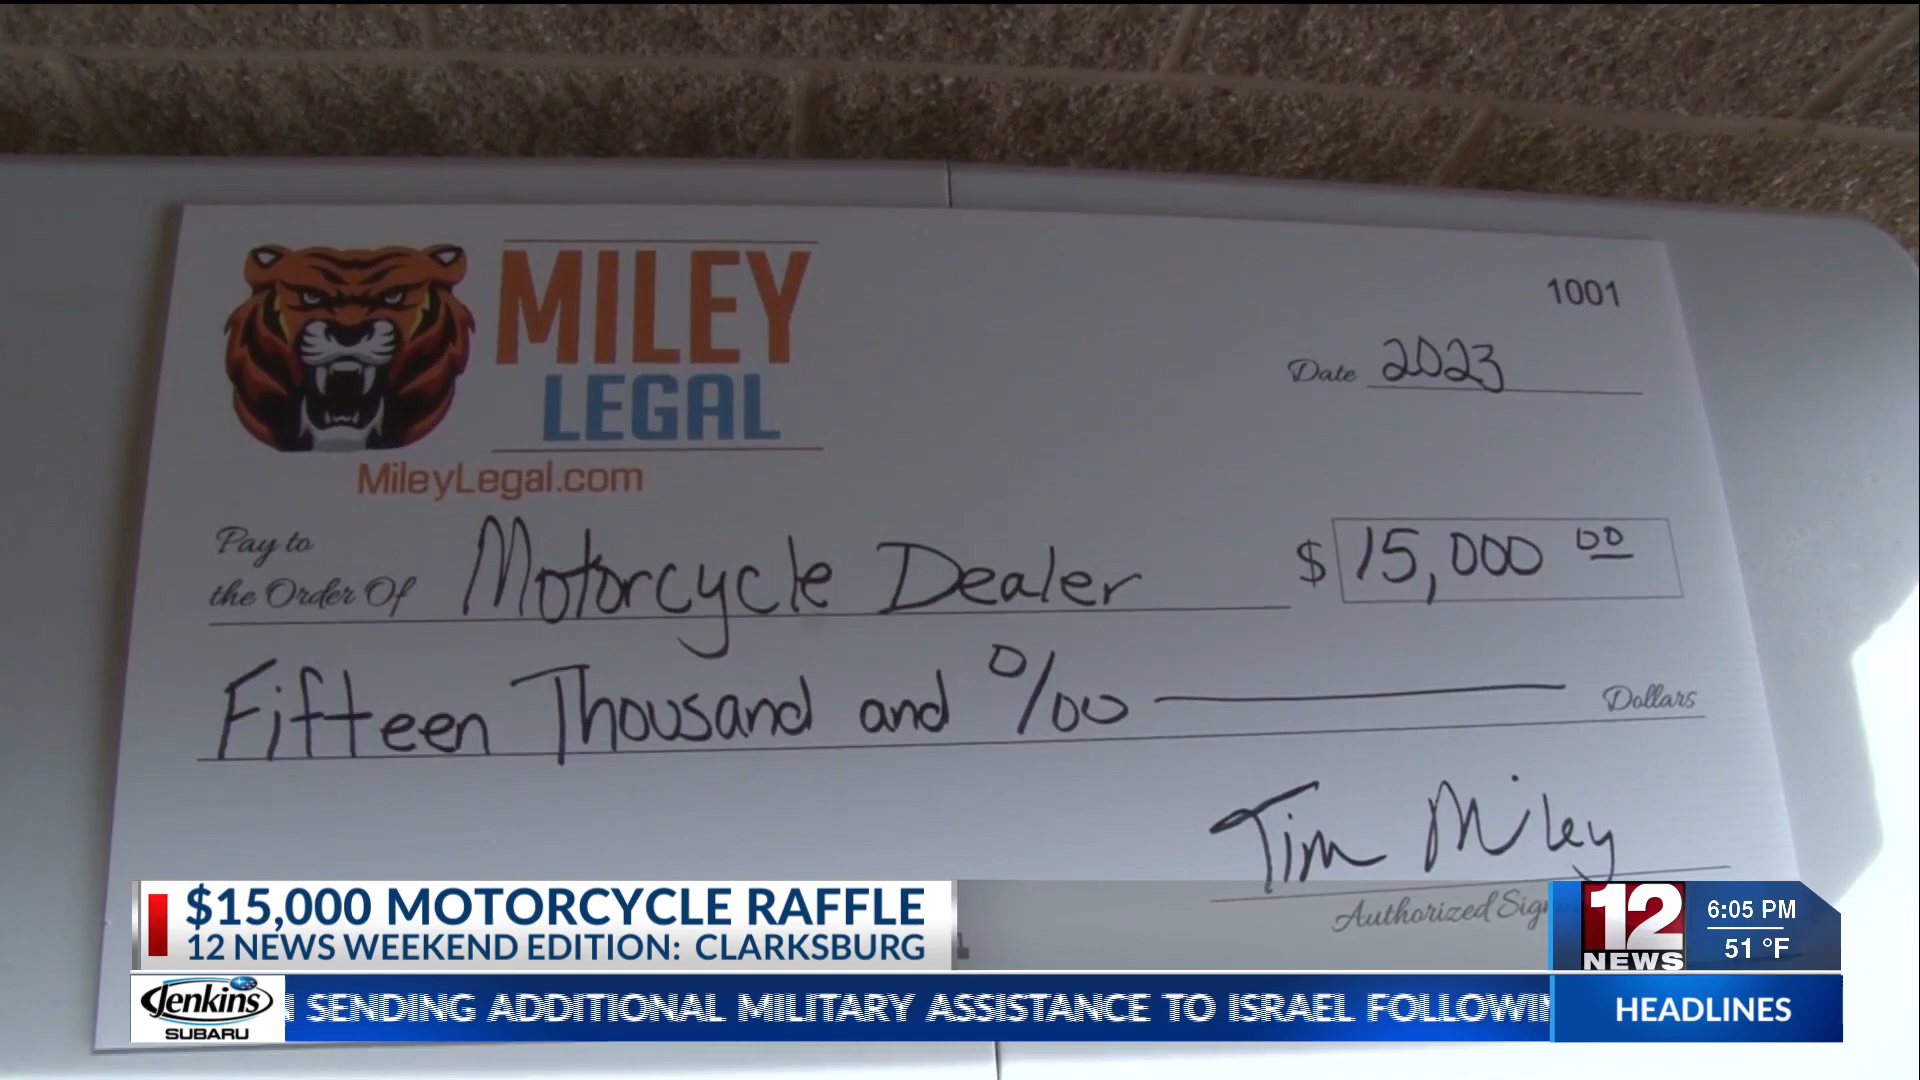 MILEY
LEGAL
MileyLegal.com
1001
Date 2023
Pay to
the Order Of Motorcycle Dealer $ 15,000 00
Fifteen Thousand and 0/00 Dollars
Tim Miley
Authorized
$15,000 MOTORCYCLE RAFFLE
12 NEWS WEEKEND EDITION: CLARKSBURG
12
NEWS
6:05 PM
51 °F
Jenkins
SUBARU
SENDING ADDITIONAL MILITARY ASSISTANCE TO ISRAEL
HEADLINES